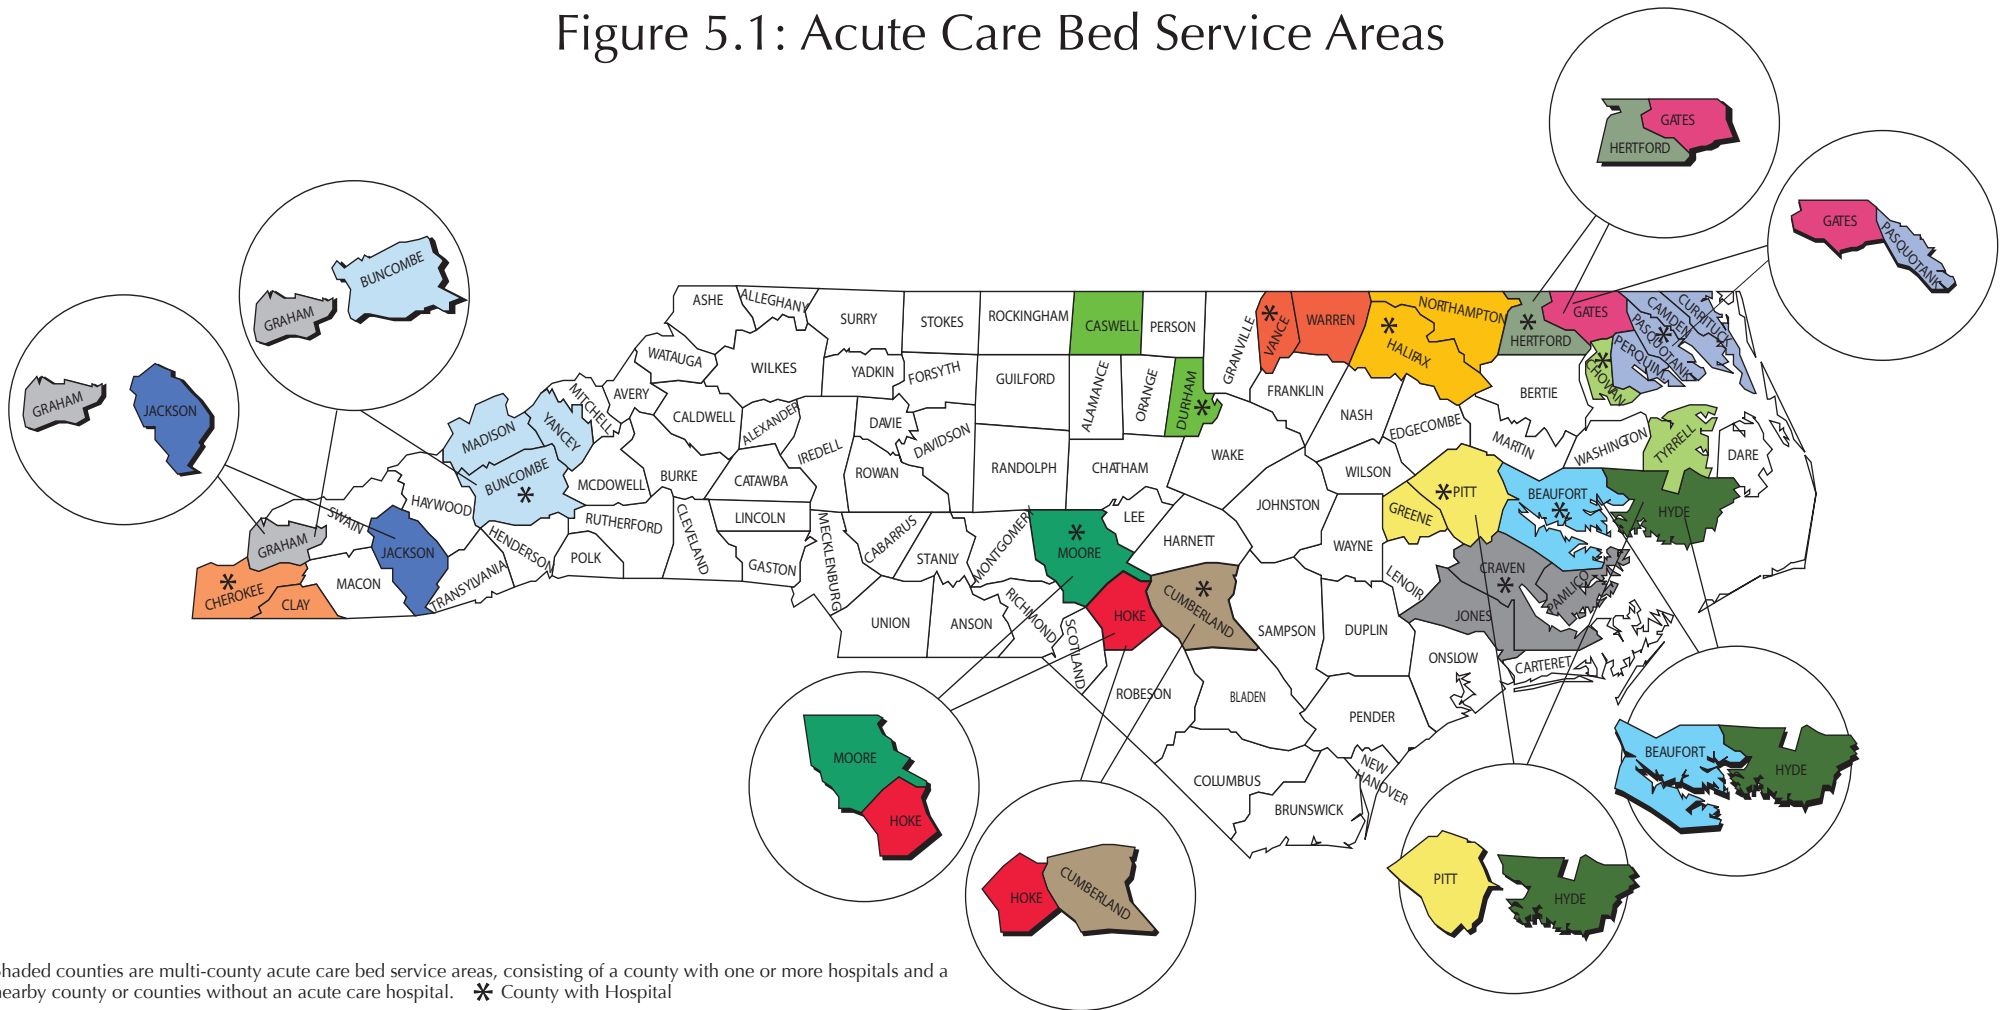 Figure 5.1: Acute Care Bed Service Areas
HERTFORD
GATES
GATES
PASQUOTANK
GRAHAM
BUNCOMBE
GRAHAM
JACKSON
ASHE
ALLEGHANY
SURRY
STOKES
ROCKINGHAM
CASWELL
PERSON
GRANVILLE
VANCE
*
WARREN
HALIFAX
*
NORTHAMPTON
HERTFORD
*
GATES
CAMDEN
CURRITUCK
PASQUOTANK
*
PERQUIMANS
CHOWAN
*
WATAUGA
WILKES
YADKIN
FORSYTH
GUILFORD
ALAMANCE
ORANGE
DURHAM
*
FRANKLIN
NASH
EDGECOMBE
BERTIE
MARTIN
WASHINGTON
TYRRELL
DARE
MITCHELL
AVERY
CALDWELL
ALEXANDER
IREDELL
DAVIE
DAVIDSON
RANDOLPH
CHATHAM
WAKE
WILSON
PITT
*
GREENE
BEAUFORT
*
HYDE
MADISON
YANCEY
BUNCOMBE
*
MCDOWELL
BURKE
CATAWBA
ROWAN
JOHNSTON
HAYWOOD
SWAIN
GRAHAM
JACKSON
CHEROKEE
*
CLAY
MACON
TRANSYLVANIA
HENDERSON
POLK
RUTHERFORD
CLEVELAND
LINCOLN
GASTON
MECKLENBURG
CABARRUS
STANLY
MONTGOMERY
MOORE
*
LEE
HARNETT
WAYNE
LENOIR
CRAVEN
*
PAMLICO
JONES
UNION
ANSON
RICHMOND
SCOTLAND
HOKE
CUMBERLAND
*
SAMPSON
DUPLIN
ONSLOW
CARTERET
ROBESON
BLADEN
PENDER
COLUMBUS
BRUNSWICK
NEW
HANOVER
MOORE
HOKE
HOKE
CUMBERLAND
PITT
HYDE
BEAUFORT
HYDE
haded counties are multi-county acute care bed service areas, consisting of a county with one or more hospitals and a
nearby county or counties without an acute care hospital. * County with Hospital